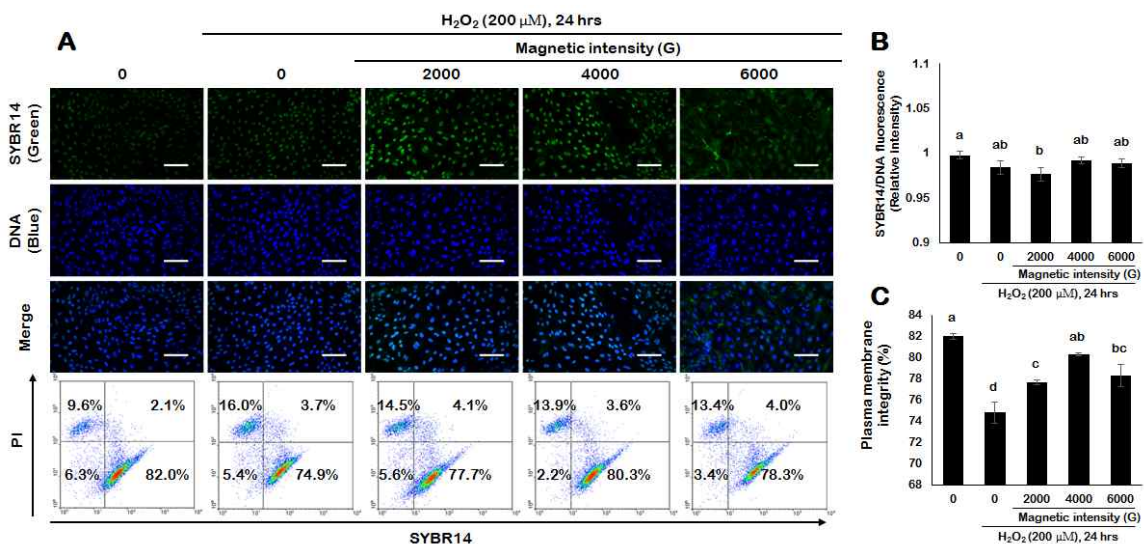 A
H₂O₂ (200 µM), 24 hrs
Magnetic intensity (G)
0 0 2000 4000 6000
SYBR14
(Green)
DNA
(Blue)
Merge
PI
9.6% 2.1%
6.3% 82.0%
16.0% 3.7%
5.4% 74.9%
14.5% 4.1%
5.6% 77.7%
13.9% 3.6%
2.2% 80.3%
13.4% 4.0%
3.4% 78.3%
SYBR14
B
SYBR14/DNA fluorescence
(Relative intensity)
1.1
1.05
1
0.95
0.9
a ab b ab ab
0 0 2000 4000 6000
Magnetic intensity (G)
H₂O₂ (200 µM), 24 hrs
C
Plasma membrane
integrity (%)
84
82
80
78
76
74
72
70
68
a d c ab bc
0 0 2000 4000 6000
Magnetic intensity (G)
H₂O₂ (200 µM), 24 hrs